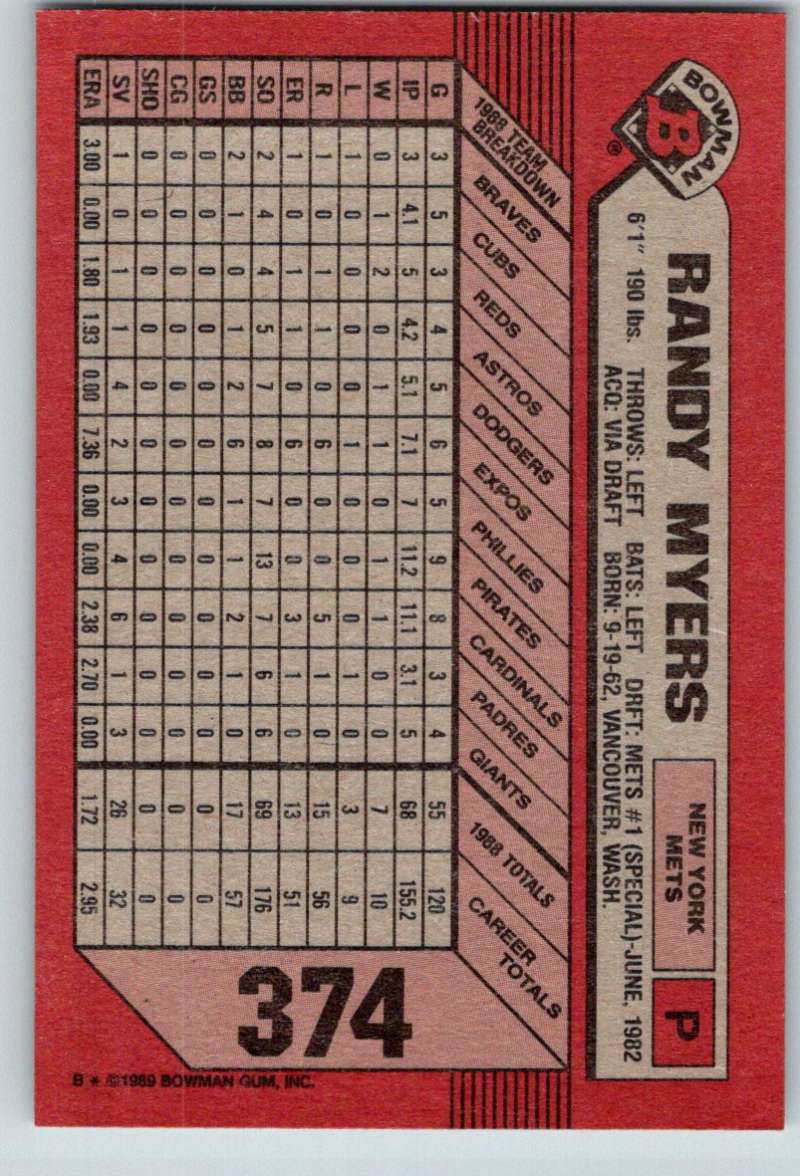 BOWMAN
B
®
RANDY MYERS
NEW YORK
METS
P
6'1" 190 lbs. THROWS: LEFT BATS: LEFT DRFT: METS #1 (SPECIAL)-JUNE, 1982
ACQ: VIA DRAFT BORN: 9-19-62, VANCOUVER, WASH.
1988 TEAM
BREAKDOWN
BRAVES
CUBS
REDS
ASTROS
DODGERS
EXPOS
PHILLIES
PIRATES
CARDINALS
PADRES
GIANTS
1988 TOTALS
CAREER
TOTALS
G 3 5 3 4 5 6 5 9 8 3 4 55 120
IP 3 4.1 5 4.2 5.1 7.1 7 11.2 11.1 3.1 5 68 155.2
W 0 1 2 0 1 1 0 1 1 0 0 7 10
L 1 0 0 0 0 1 0 0 0 1 0 3 9
R 1 0 1 1 0 6 0 0 5 1 0 15 56
ER 1 0 1 1 0 6 0 0 3 1 0 13 51
SO 2 4 4 5 7 8 7 13 7 6 6 69 176
BB 2 1 0 1 2 6 1 1 2 1 0 17 57
GS 0 0 0 0 0 0 0 0 0 0 0 0 0
CG 0 0 0 0 0 0 0 0 0 0 0 0 0
SHO 0 0 0 0 0 0 0 0 0 0 0 0 0
SV 1 0 1 1 4 2 3 4 6 1 3 26 32
ERA 3.00 0.00 1.80 1.93 0.00 7.36 0.00 0.00 2.38 2.70 0.00 1.72 2.95
374
B * ©1989 BOWMAN GUM, INC.